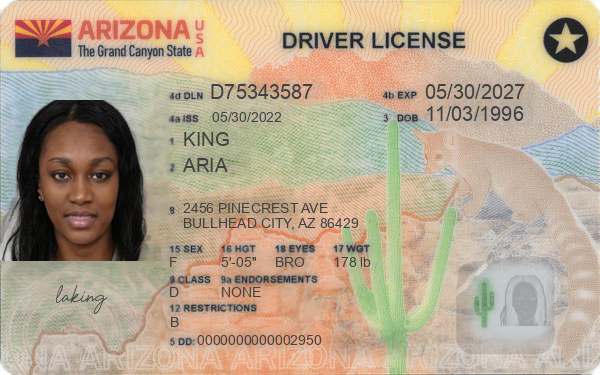 ARIZONA USA
The Grand Canyon State
DRIVER LICENSE
4d DLN D75343587
4b EXP 05/30/2027
4a ISS 05/30/2022
3 DOB 11/03/1996
1 KING
2 ARIA
8 2456 PINECREST AVE
BULLHEAD CITY, AZ 86429
15 SEX 16 HGT 18 EYES 17 WGT
F 5'-05" BRO 178 lb
9 CLASS 9a ENDORSEMENTS
D NONE
12 RESTRICTIONS
B
laking
5 DD: 0000000000002950
ARIZONA ARIZONA ARIZONA ARIZONA